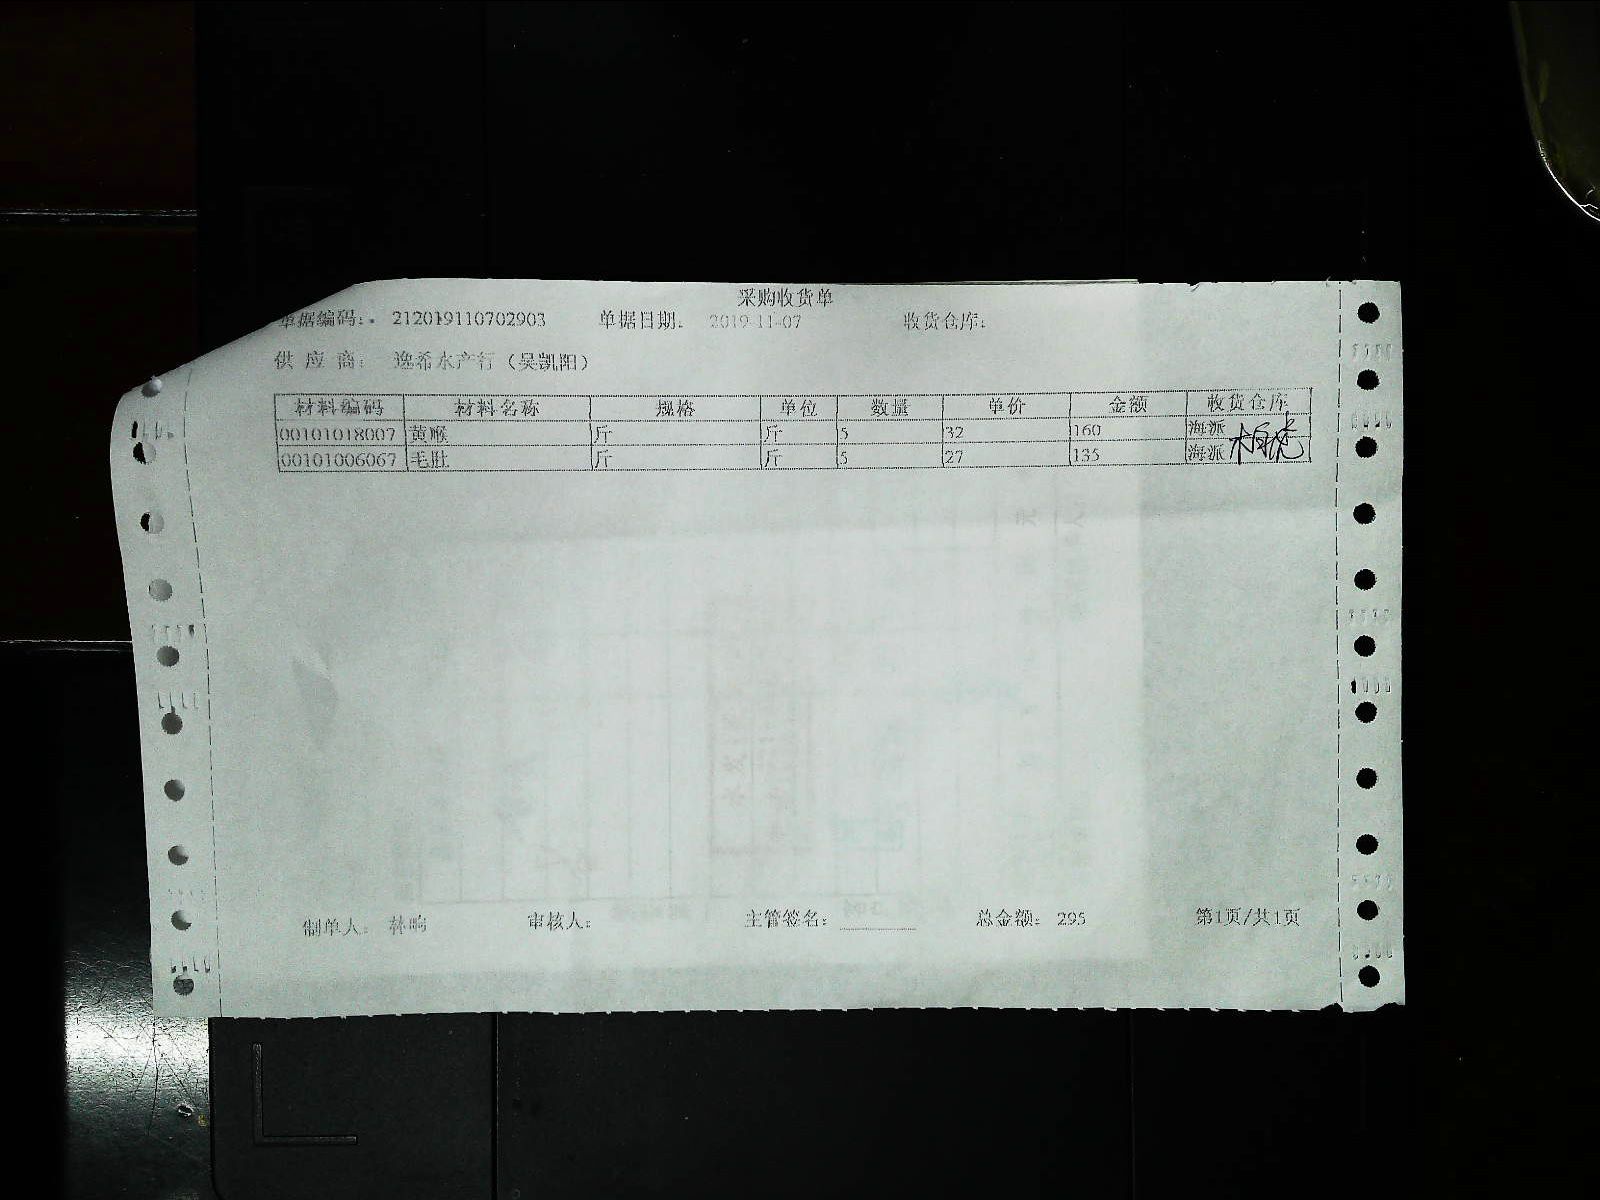 采购收货单
单据编码: 212019110702903 单据日期: 2019-11-07 收货仓库:
供应商: 逸希水产行（吴凯阳）
材料编码 材料名称 规格 单位 数量 单价 金额 收货仓库
00101018007 黄喉 斤 斤 5 32 160 海派
00101006067 毛肚 斤 斤 5 27 135 海派
制单人: 林晌 审核人: 主管签名: 总金额: 295 第1页/共1页